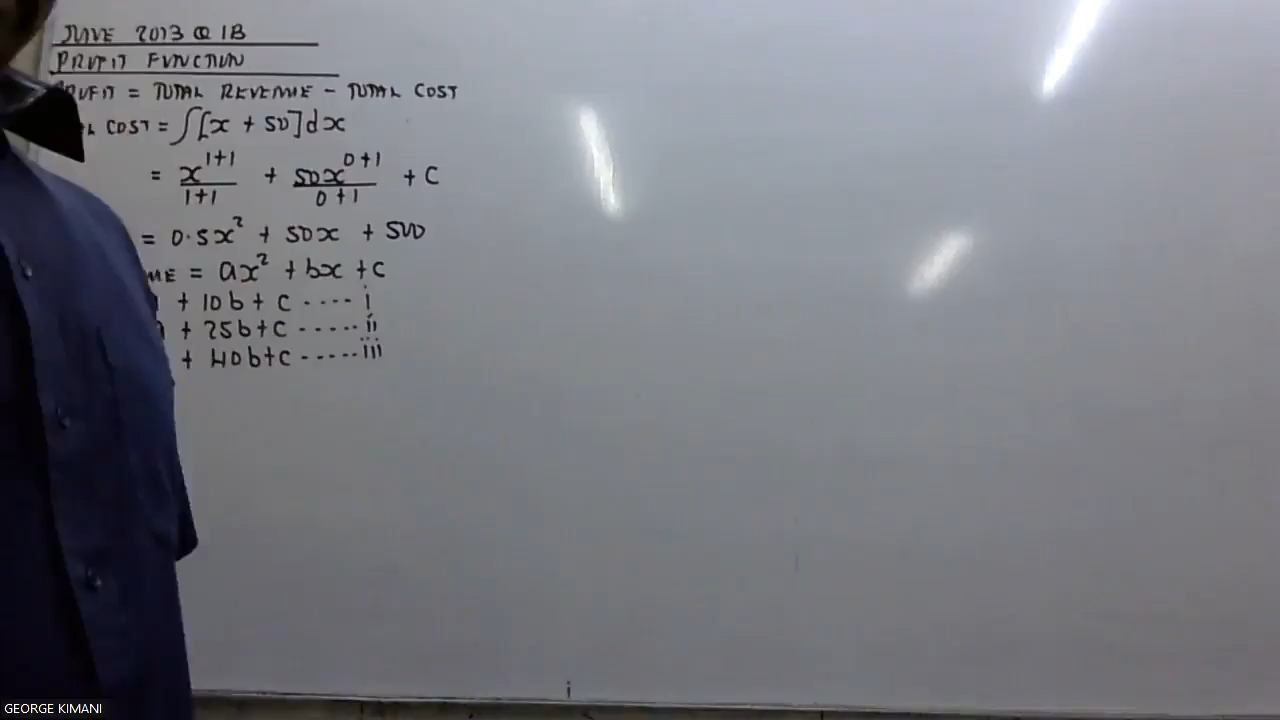 JUNE 2013 Q 1B
PROFIT FUNCTION
PROFIT = TOTAL REVENUE - TOTAL COST
COST = ∫[x + 50]dx
= x^(1+1)/(1+1) + 50x^(0+1)/(0+1) + C
= 0.5x² + 50x + 500
= ax² + bx + c
+ 10b + c ---- i
+ 25b + c ----- ii
+ 40b + c ----- iii
GEORGE KIMANI